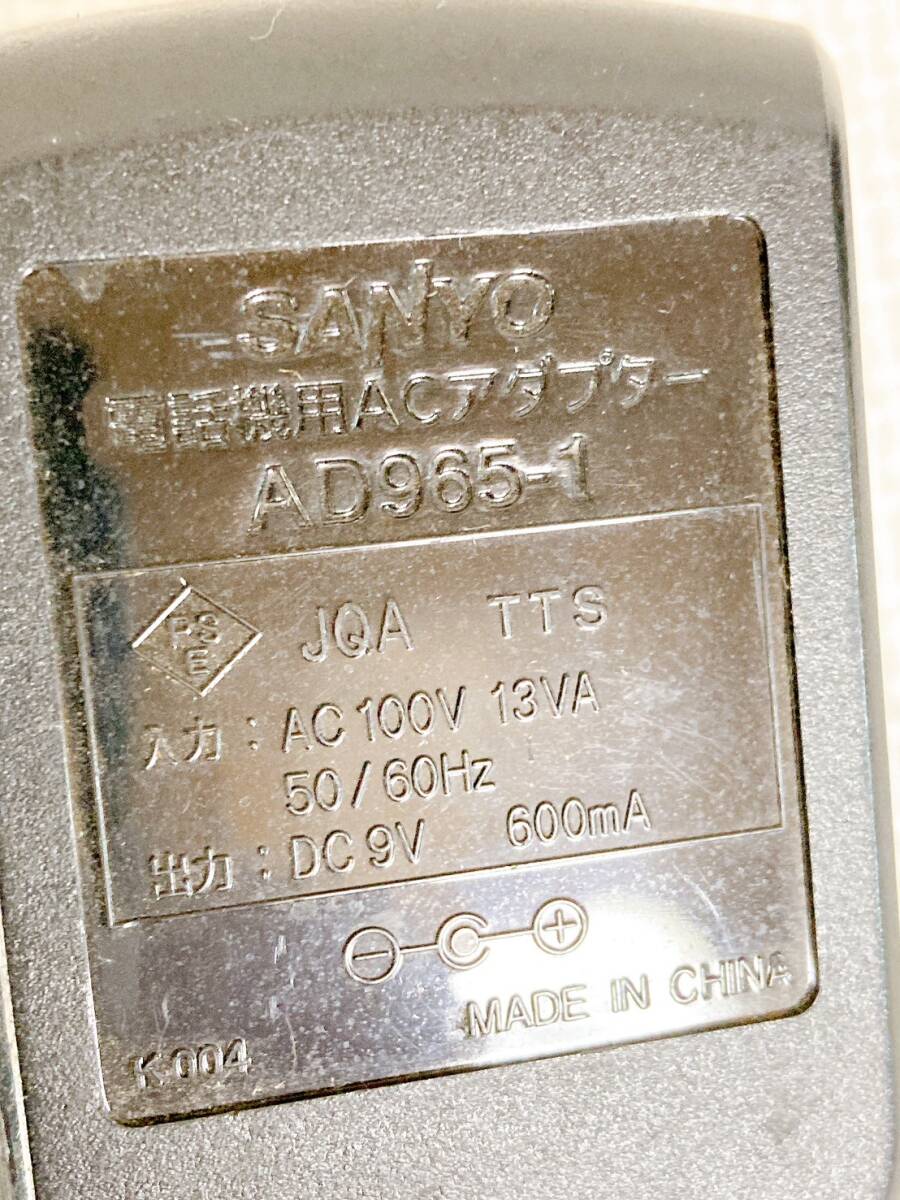 SANYO
電話機用ACアダプター
AD965-1
PSE JQA TTS
入力：AC100V 13VA
50/60Hz
出力：DC9V 600mA
MADE IN CHINA
K004